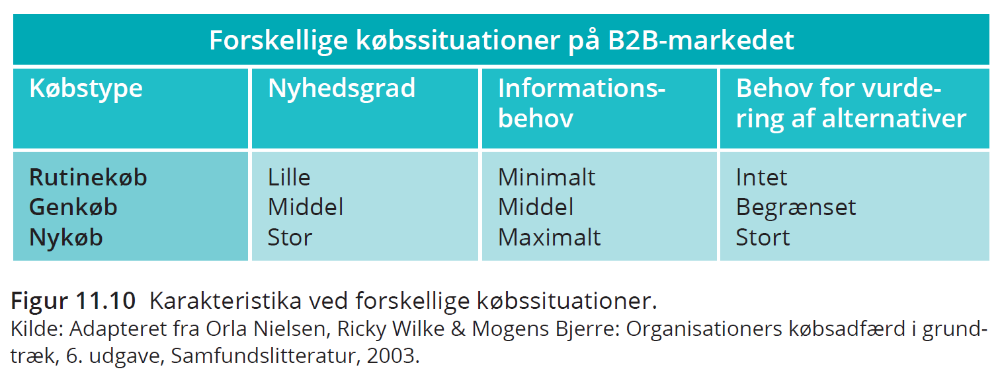 Forskellige købssituationer på B2B-markedet
Købstype Nyhedsgrad Informations- Behov for vurde-
behov ring af alternativer
Rutinekøb Lille Minimalt Intet
Genkøb Middel Middel Begrænset
Nykøb Stor Maximalt Stort
Figur 11.10 Karakteristika ved forskellige købssituationer.
Kilde: Adapteret fra Orla Nielsen, Ricky Wilke & Mogens Bjerre: Organisationers købsadfærd i grund-
træk, 6. udgave, Samfundslitteratur, 2003.